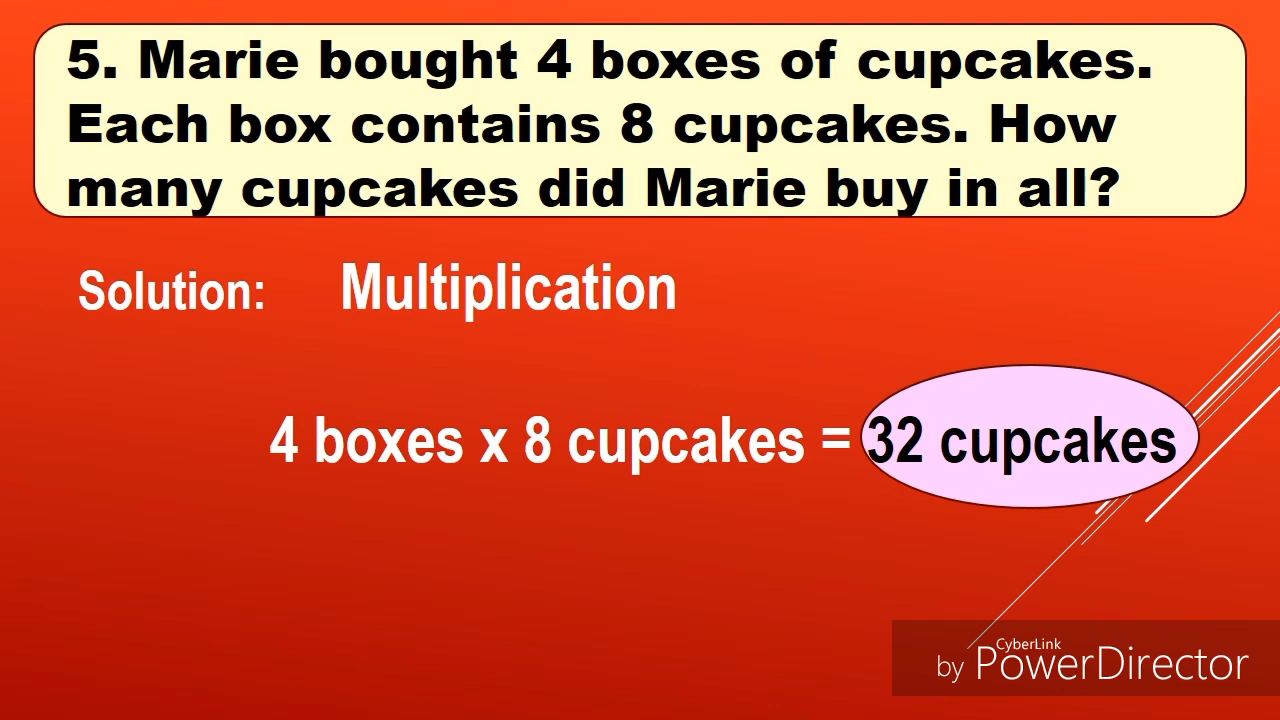 5. Marie bought 4 boxes of cupcakes.
Each box contains 8 cupcakes. How
many cupcakes did Marie buy in all?
Solution: Multiplication
4 boxes x 8 cupcakes = 32 cupcakes
CyberLink
by PowerDirector